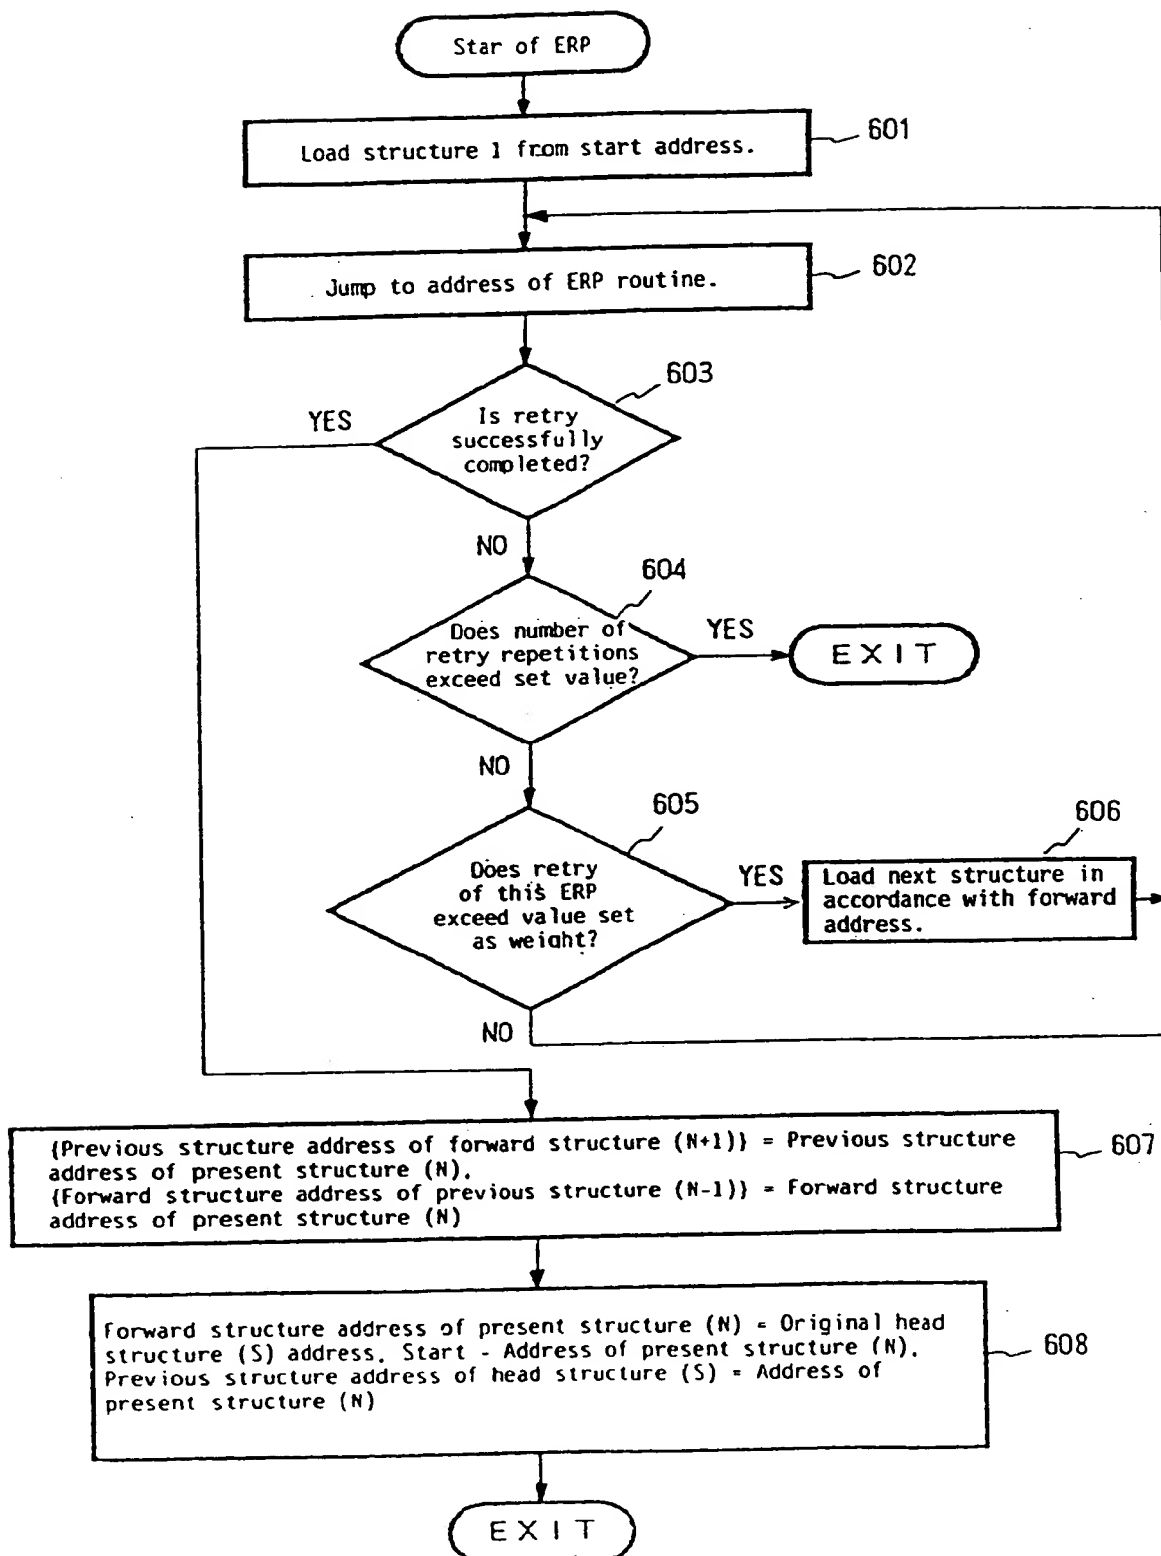 Star of ERP
Load structure 1 from start address.
601
Jump to address of ERP routine.
602
603
YES
Is retry
successfully
completed?
NO
604
Does number of
retry repetitions
exceed set value?
YES
EXIT
NO
605
606
Does retry
of this ERP
exceed value set
as weight?
YES
Load next structure in
accordance with forward
address.
NO
{Previous structure address of forward structure (N+1)} = Previous structure
address of present structure (N).
{Forward structure address of previous structure (N-1)} = Forward structure
address of present structure (N)
607
Forward structure address of present structure (N) = Original head
structure (S) address. Start - Address of present structure (N).
Previous structure address of head structure (S) = Address of
present structure (N)
608
EXIT